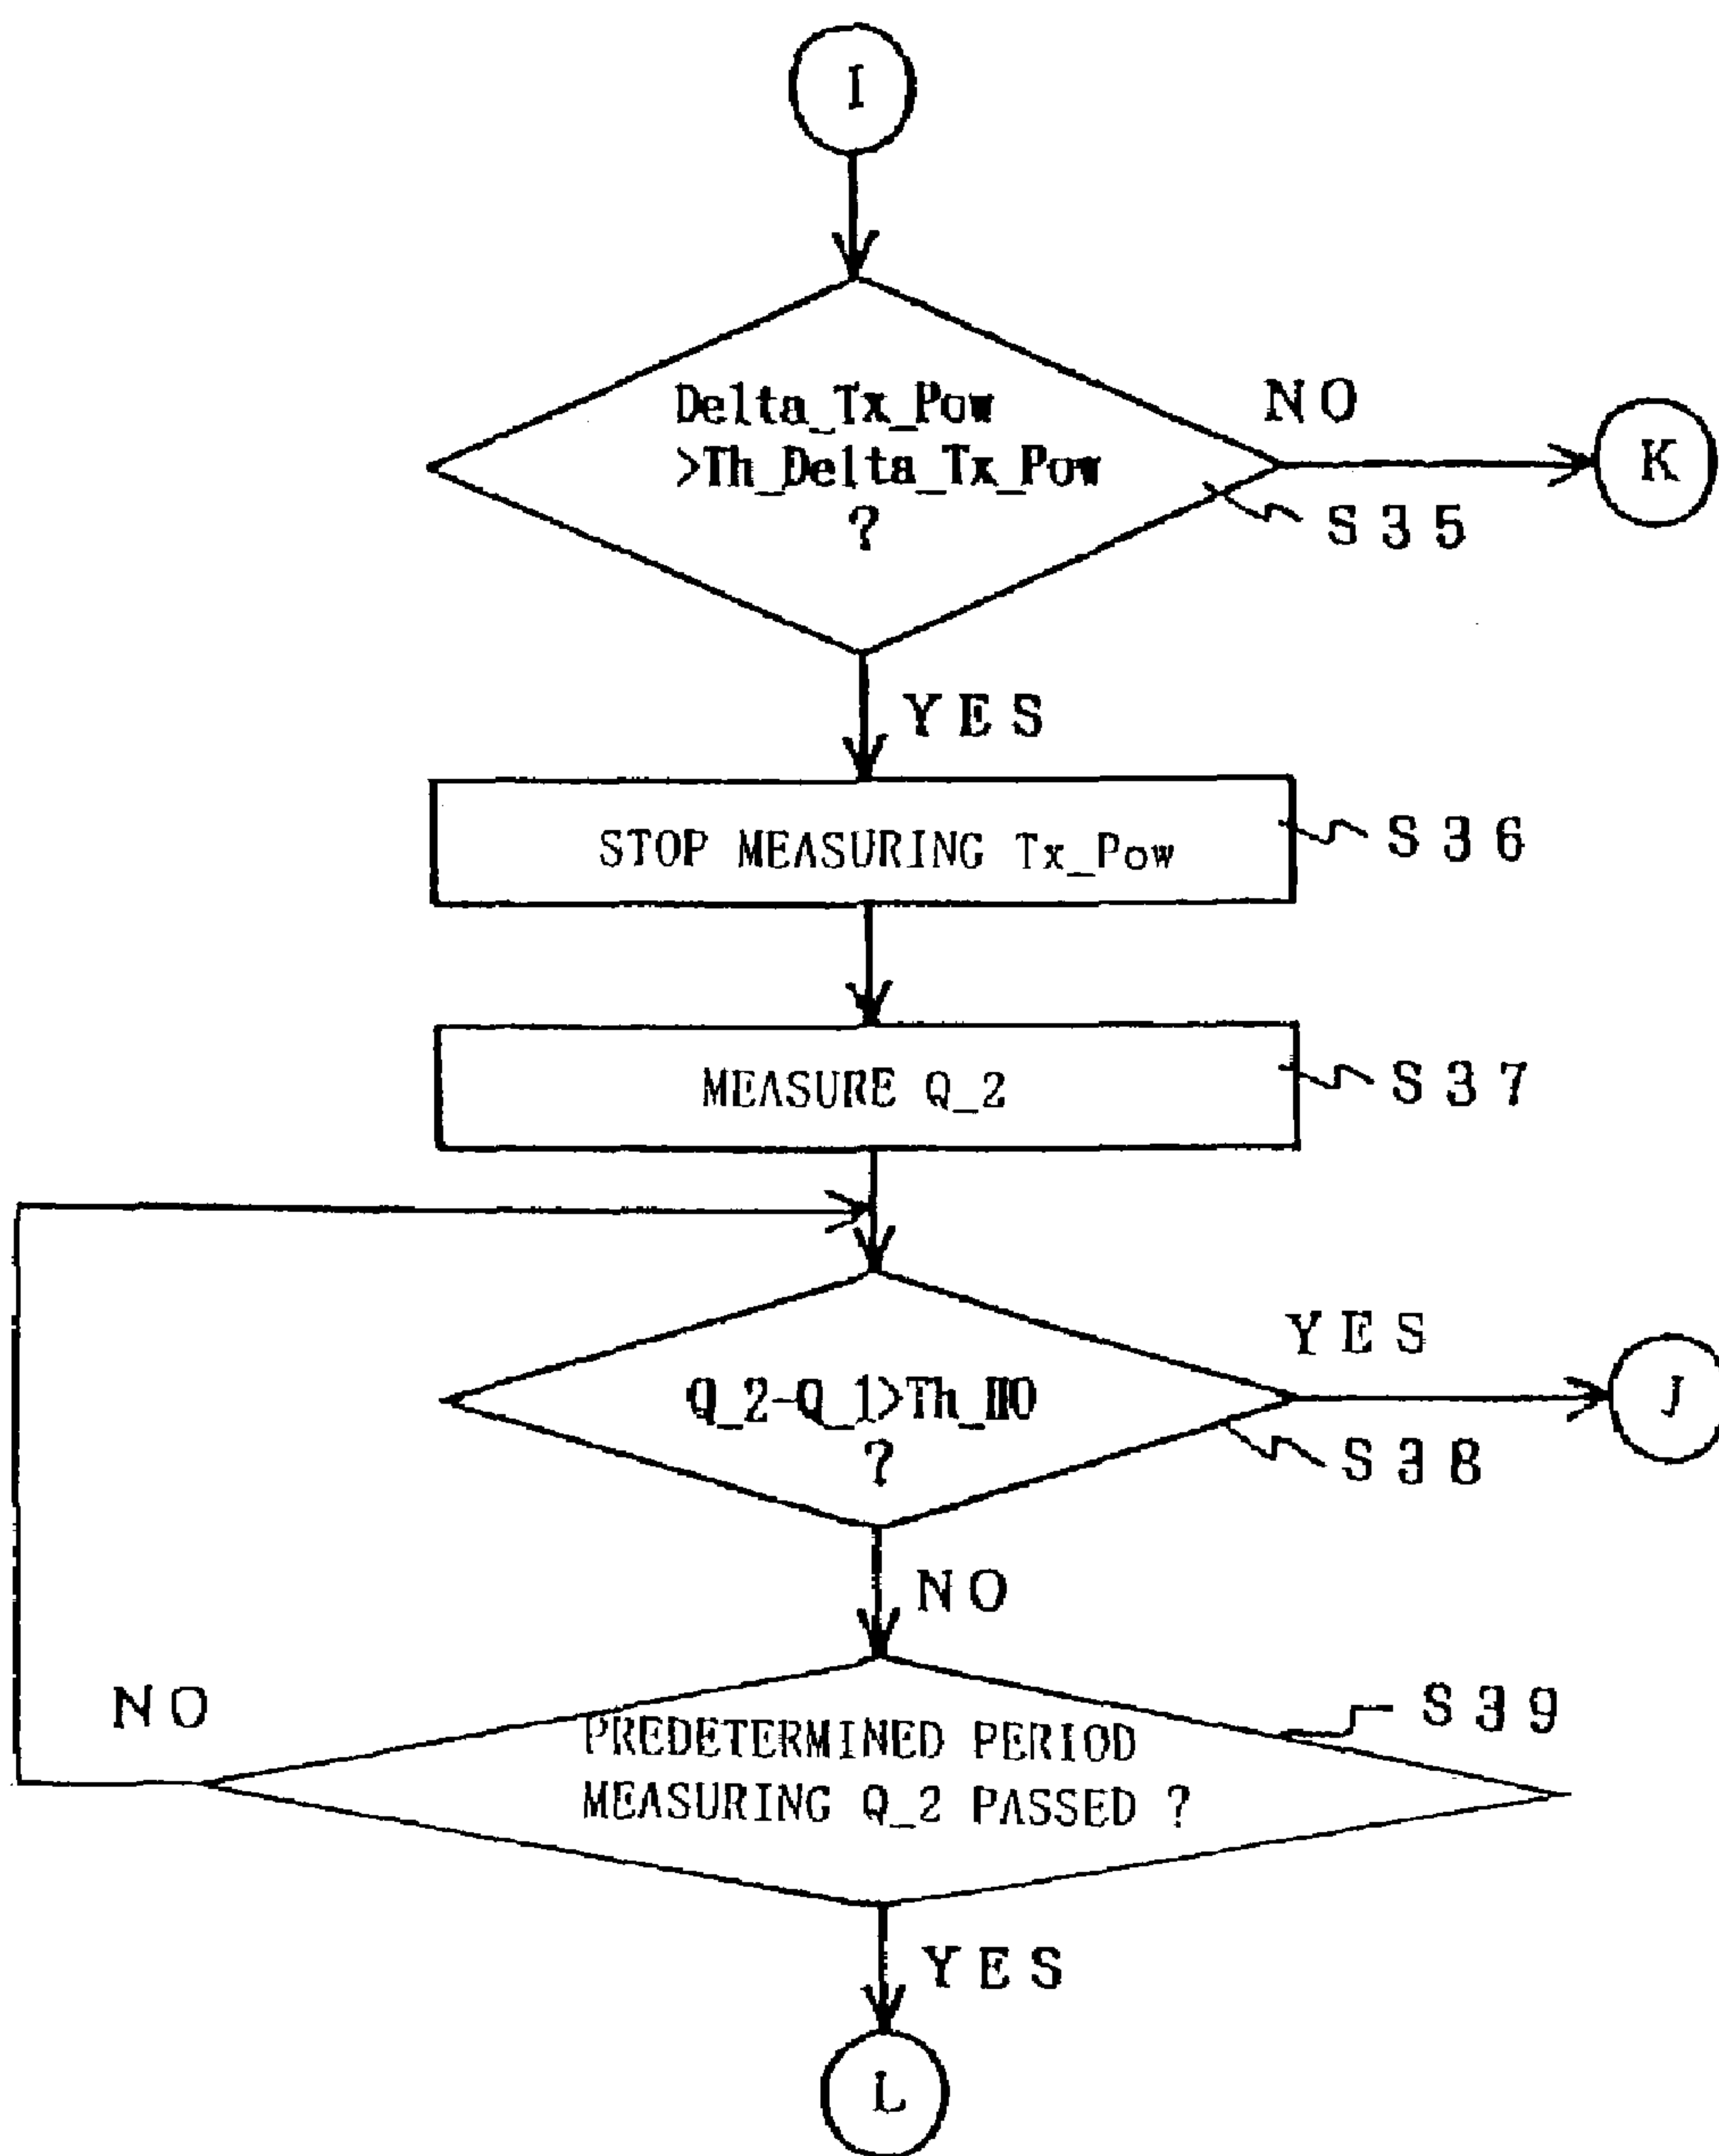 I
Delta_Tx_Pow
>Th_Delta_Tx_Pow
?
NO
K
S35
YES
STOP MEASURING Tx_Pow
S36
MEASURE Q_2
S37
Q_2-Q_1>Th_HO
?
YES
J
S38
NO
NO
PREDETERMINED PERIOD
MEASURING Q_2 PASSED ?
S39
YES
L